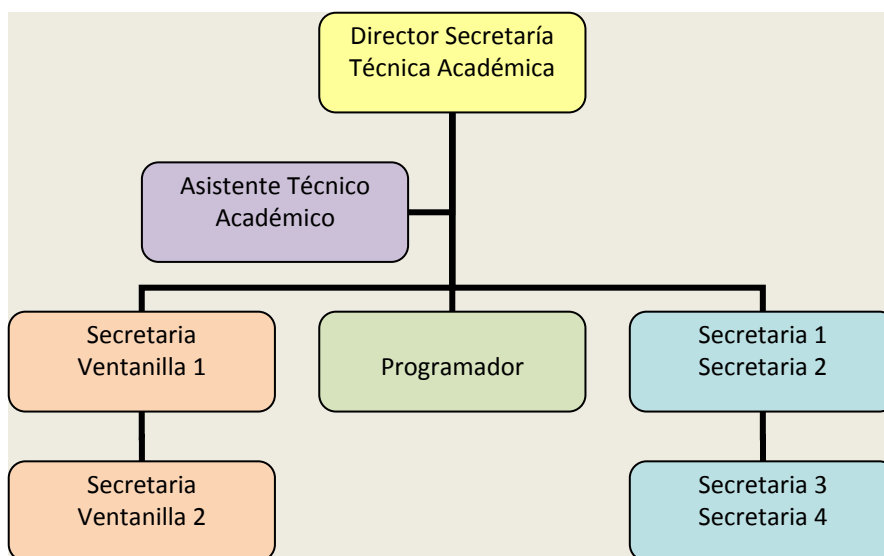 Director Secretaría
Técnica Académica
Asistente Técnico
Académico
Secretaria
Ventanilla 1
Programador
Secretaria 1
Secretaria 2
Secretaria
Ventanilla 2
Secretaria 3
Secretaria 4